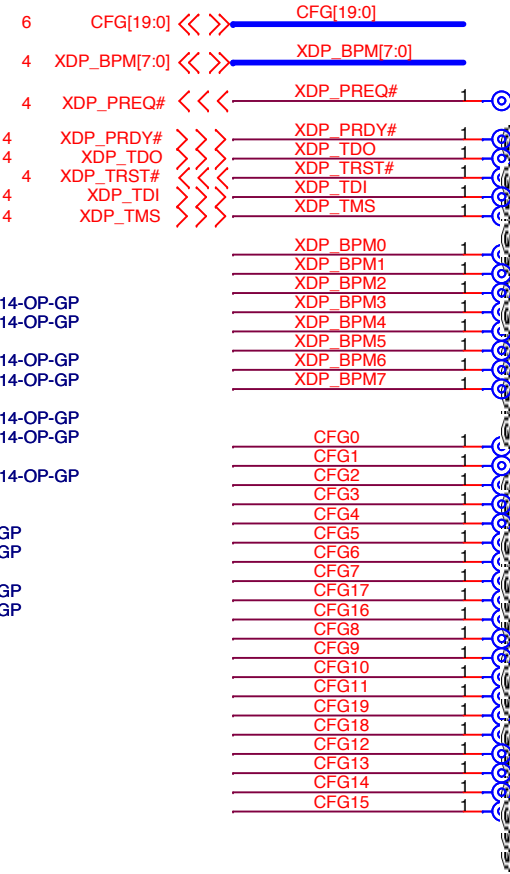 6 CFG[19:0] CFG[19:0]
4 XDP_BPM[7:0] XDP_BPM[7:0]
4 XDP_PREQ# XDP_PREQ# 1
4 XDP_PRDY# XDP_PRDY# 1
4 XDP_TDO XDP_TDO 1
4 XDP_TRST# XDP_TRST# 1
4 XDP_TDI XDP_TDI 1
4 XDP_TMS XDP_TMS 1
XDP_BPM0 1
XDP_BPM1 1
XDP_BPM2 1
14-OP-GP XDP_BPM3 1
14-OP-GP XDP_BPM4 1
XDP_BPM5 1
14-OP-GP XDP_BPM6 1
14-OP-GP XDP_BPM7 1
14-OP-GP
14-OP-GP CFG0 1
CFG1 1
14-OP-GP CFG2 1
CFG3 1
CFG4 1
GP CFG5 1
GP CFG6 1
CFG7 1
GP CFG17 1
GP CFG16 1
CFG8 1
CFG9 1
CFG10 1
CFG11 1
CFG19 1
CFG18 1
CFG12 1
CFG13 1
CFG14 1
CFG15 1